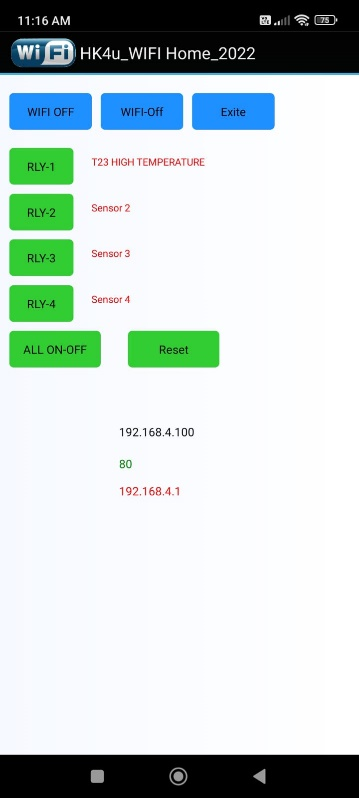 11:16 AM
75
WiFi HK4u_WIFI Home_2022
WIFI OFF WIFI-Off Exite
RLY-1 T23 HIGH TEMPERATURE
RLY-2 Sensor 2
RLY-3 Sensor 3
RLY-4 Sensor 4
ALL ON-OFF Reset
192.168.4.100
80
192.168.4.1